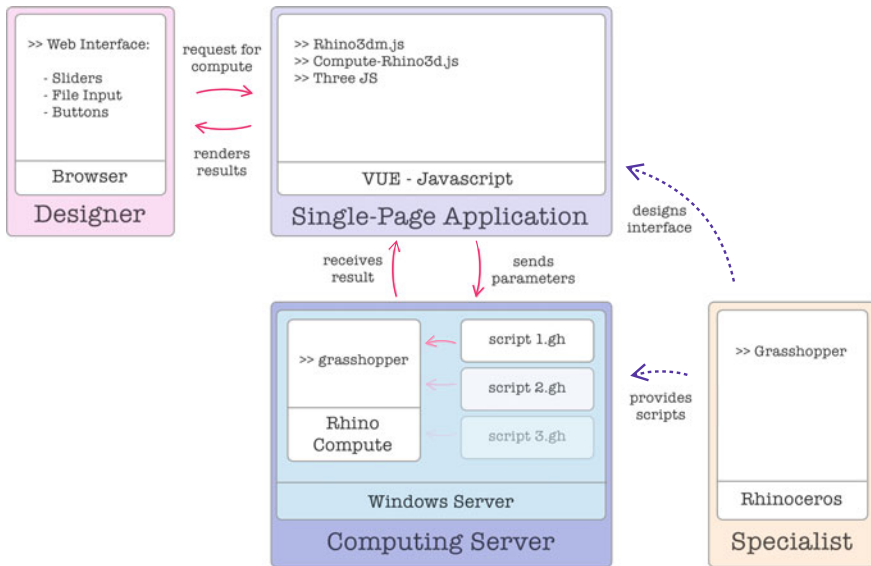 >> Web Interface:
- Sliders
- File Input
- Buttons
Browser
Designer
request for
compute
renders
results
>> Rhino3dm.js
>> Compute-Rhino3d.js
>> Three JS
VUE - Javascript
Single-Page Application
designs
interface
receives
result
sends
parameters
>> grasshopper
Rhino
Compute
script 1.gh
script 2.gh
script 3.gh
Windows Server
Computing Server
provides
scripts
>> Grasshopper
Rhinoceros
Specialist